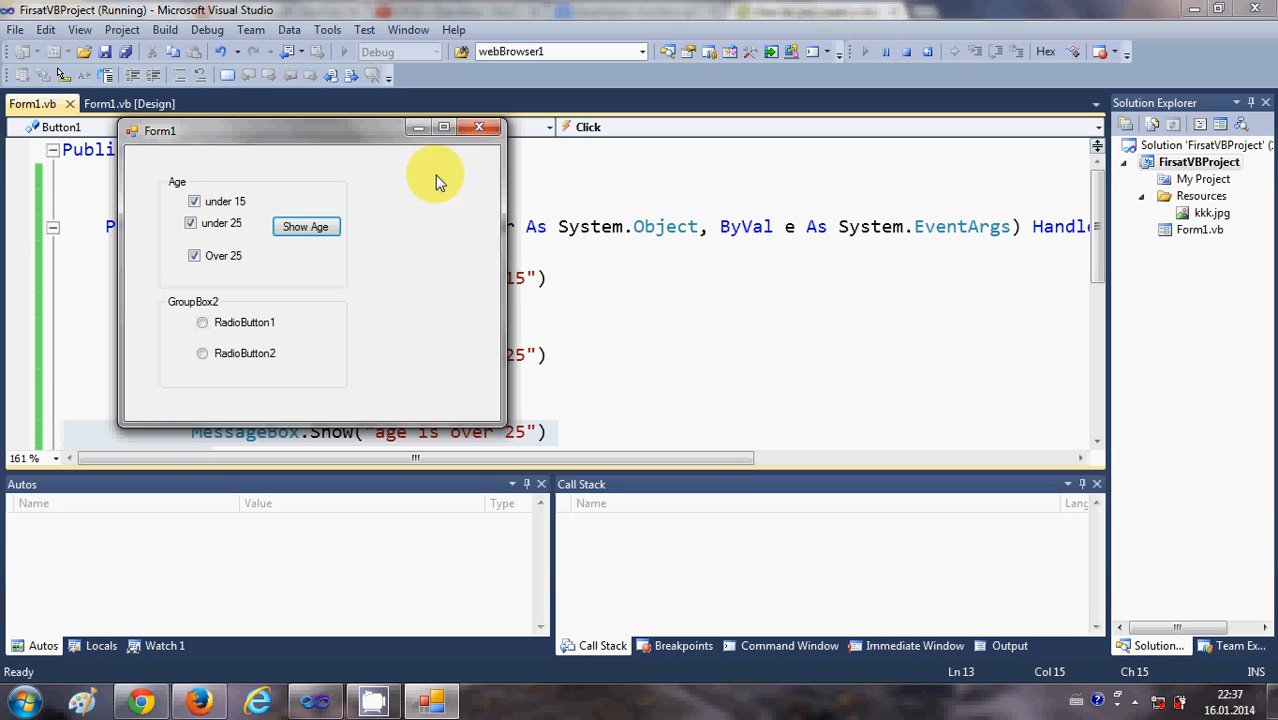 FirsatVBProject (Running) - Microsoft Visual Studio
File Edit View Project Build Debug Team Data Tools Test Window Help
Debug webBrowser1 Hex
Form1.vb Form1.vb [Design] Solution Explorer
Button1 Click
Form1
Solution 'FirsatVBProject' (
FirsatVBProject
My Project
Resources
kkk.jpg
Form1.vb
Publi
Age
under 15
under 25
Show Age
Over 25
As System.Object, ByVal e As System.EventArgs) Handle
15")
GroupBox2
RadioButton1
RadioButton2
25")
MessageBox.Show("age is over 25")
161 %
Autos Call Stack
Name Value Type Name Lang
Autos Locals Watch 1 Call Stack Breakpoints Command Window Immediate Window Output Solution... Team Ex...
Ready Ln 13 Col 15 Ch 15 INS
22:37
16.01.2014